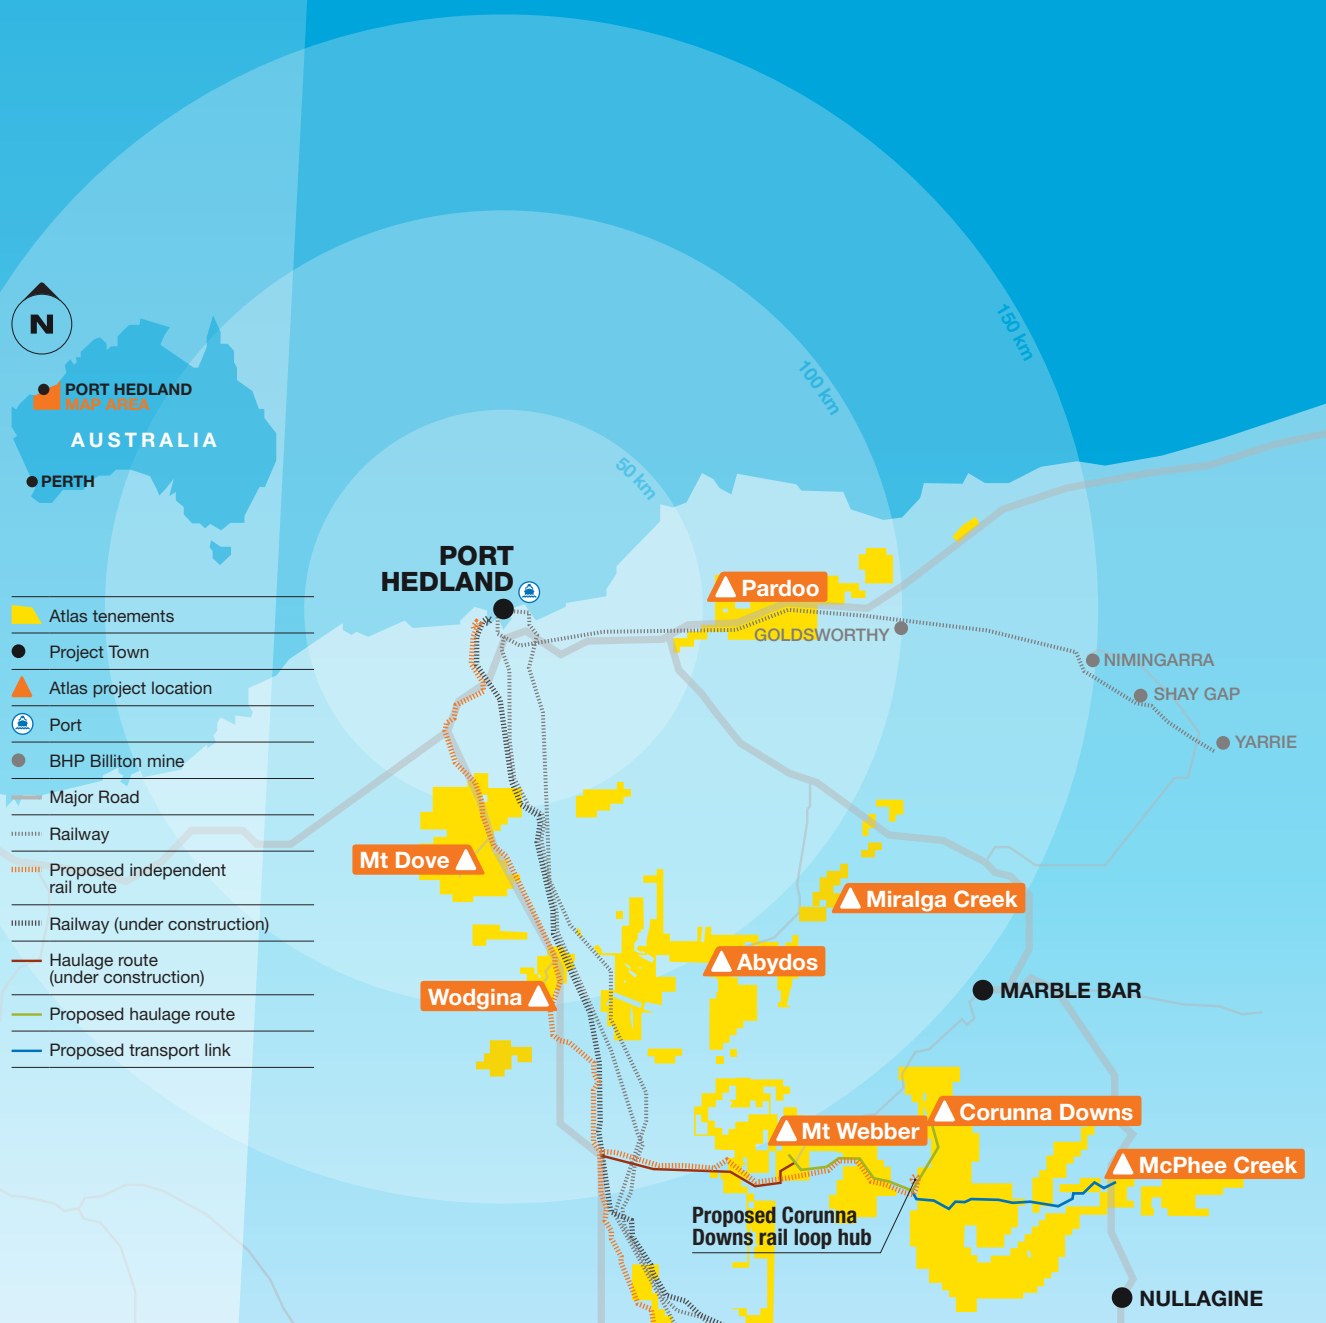 150 km
100 km
50 km
N
PORT HEDLAND
MAP AREA
AUSTRALIA
PERTH
PORT
HEDLAND
Pardoo
GOLDSWORTHY
NIMINGARRA
SHAY GAP
YARRIE
Atlas tenements
Project Town
Atlas project location
Port
BHP Billiton mine
Major Road
Railway
Proposed independent
rail route
Railway (under construction)
Haulage route
(under construction)
Proposed haulage route
Proposed transport link
Mt Dove
Miralga Creek
Abydos
Wodgina
MARBLE BAR
Corunna Downs
Mt Webber
McPhee Creek
Proposed Corunna
Downs rail loop hub
NULLAGINE